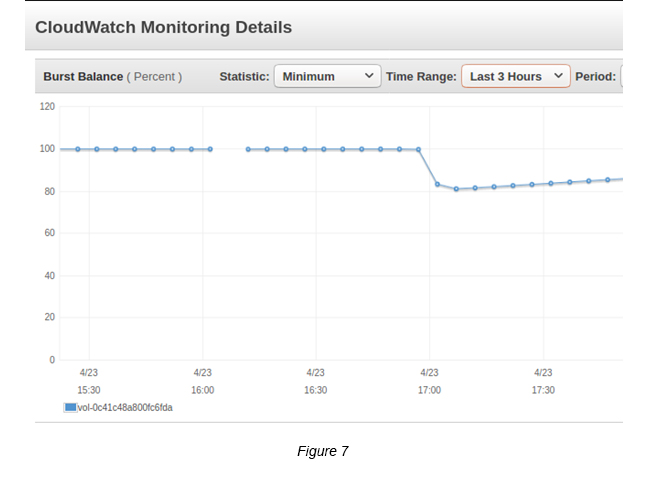 CloudWatch Monitoring Details
Burst Balance ( Percent ) Statistic: Minimum Time Range: Last 3 Hours Period:
120
100
80
60
40
20
0
4/23 4/23 4/23 4/23 4/23
15:30 16:00 16:30 17:00 17:30
vol-0c41c48a800fc6fda
Figure 7